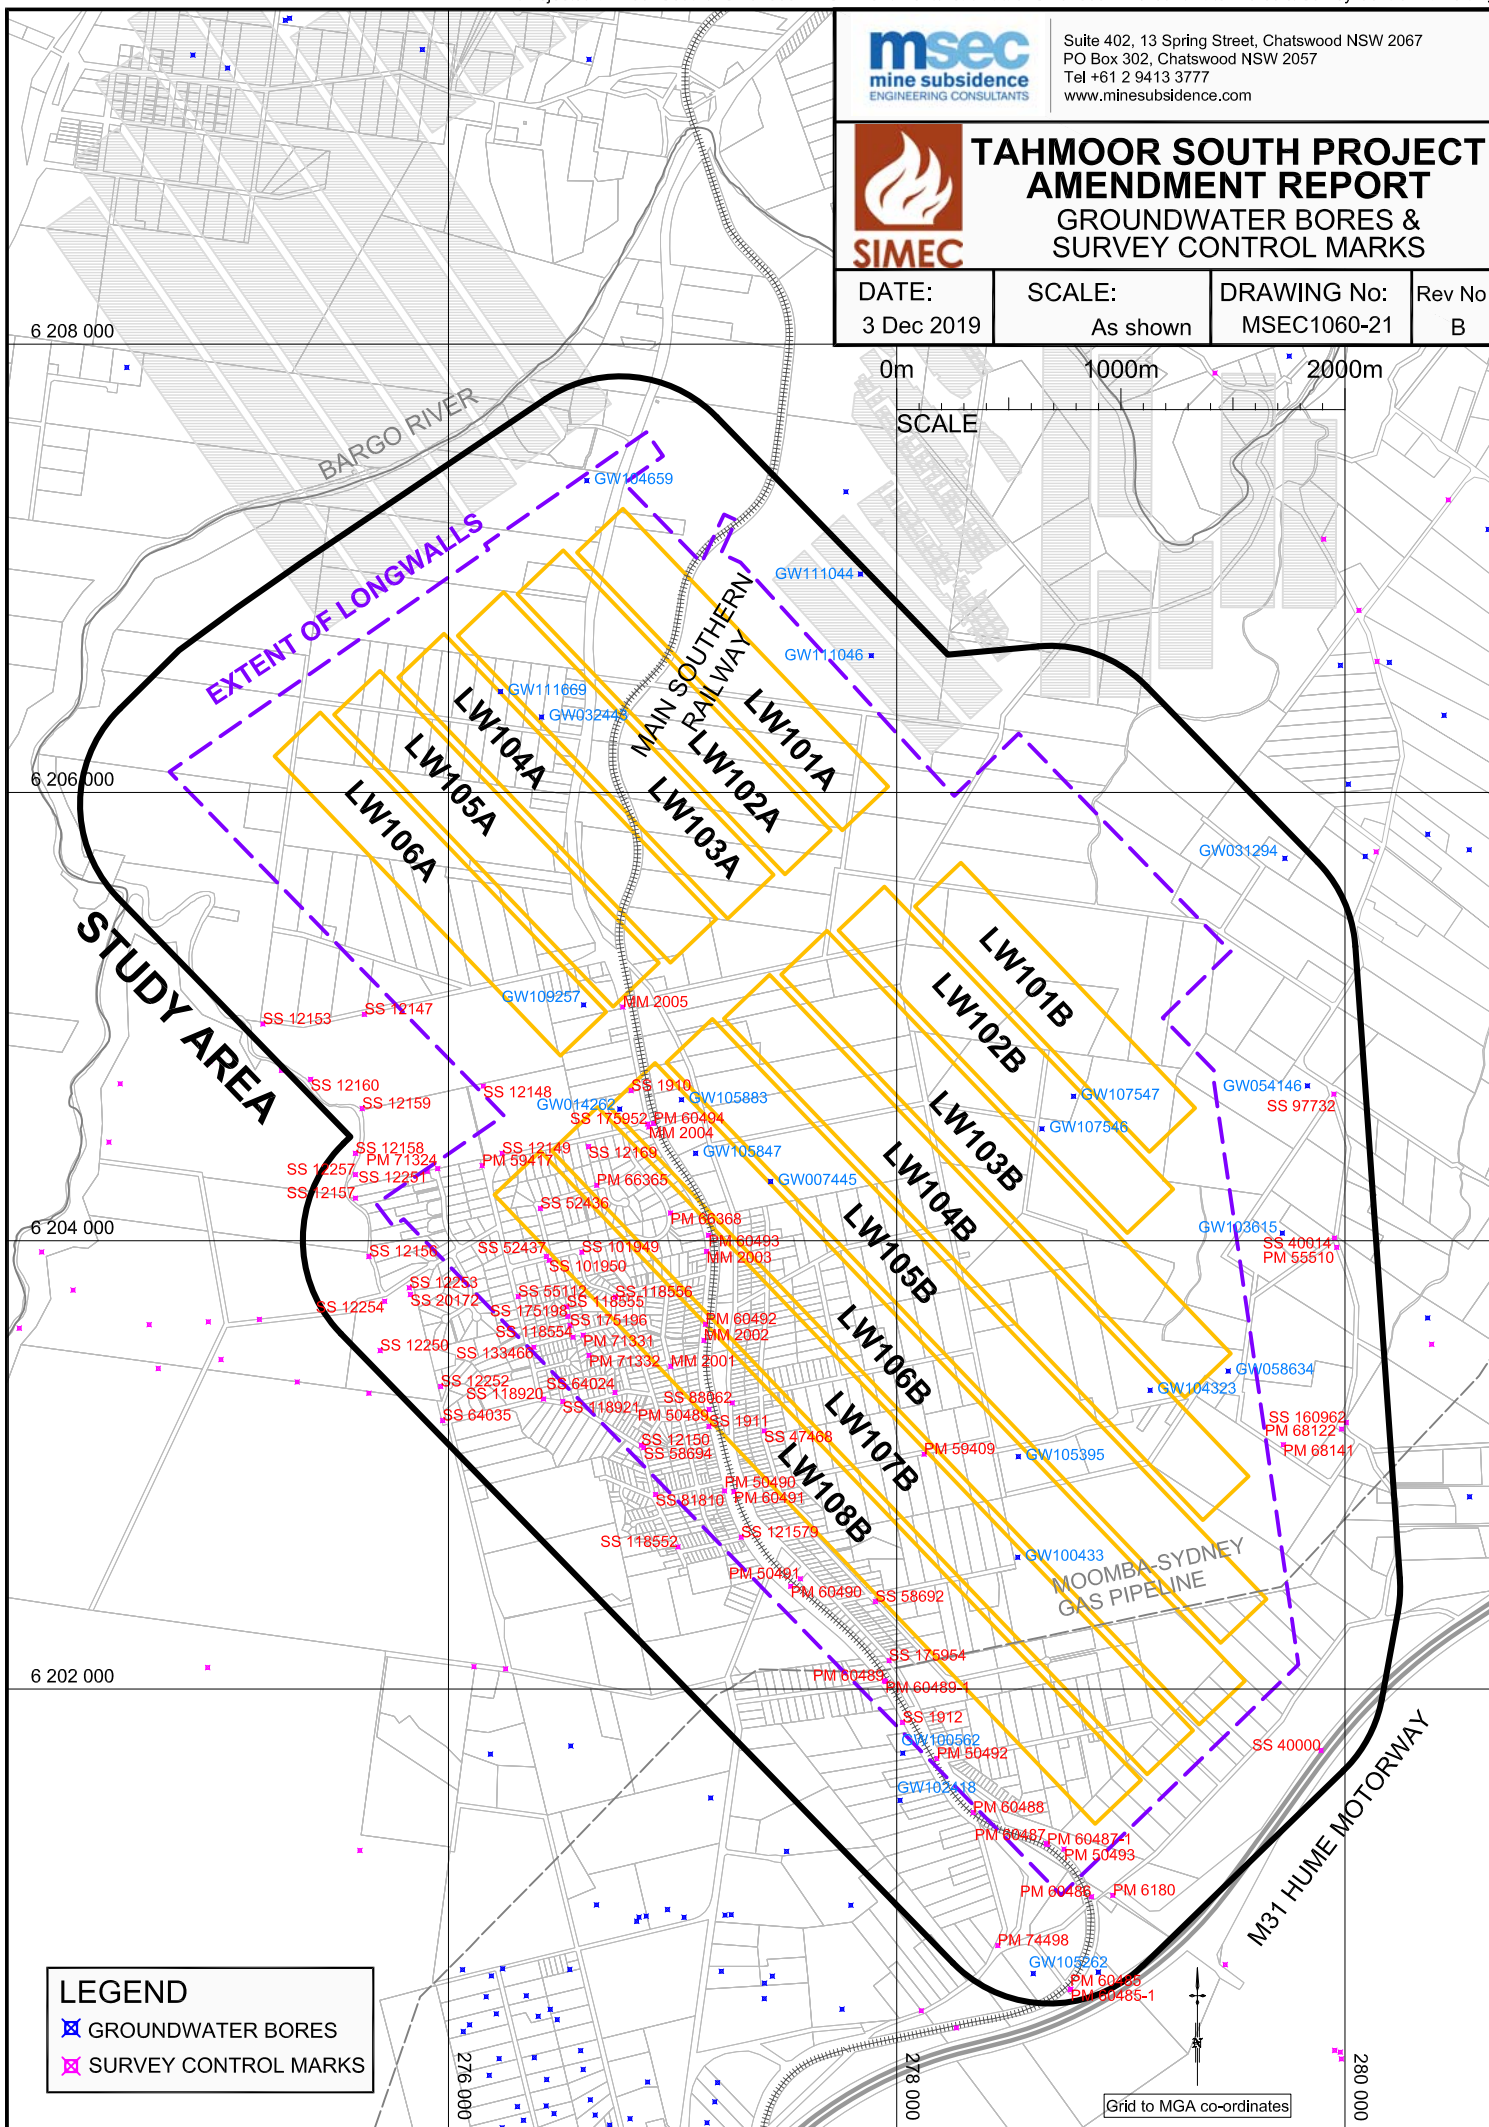 msec
mine subsidence
ENGINEERING CONSULTANTS
Suite 402, 13 Spring Street, Chatswood NSW 2067
PO Box 302, Chatswood NSW 2057
Tel +61 2 9413 3777
www.minesubsidence.com
SIMEC
TAHMOOR SOUTH PROJECT
AMENDMENT REPORT
GROUNDWATER BORES &
SURVEY CONTROL MARKS
DATE:
3 Dec 2019
SCALE:
As shown
DRAWING No:
MSEC1060-21
Rev No
B
6 208 000
0m
1000m
2000m
SCALE
BARGO RIVER
GW104659
EXTENT OF LONGWALLS
GW111044
MAIN SOUTHERN
RAILWAY
GW111046
GW111669
GW032443
LW101A
LW102A
LW103A
LW104A
LW105A
LW106A
6 206 000
GW031294
STUDY AREA
LW101B
LW102B
LW103B
LW104B
LW105B
LW106B
LW107B
LW108B
GW109257
MM 2005
SS 12147
SS 12153
SS 12160
SS 12159
SS 12148
SS 1910
GW014262
GW105883
SS 175952
PM 60494
MM 2004
GW107547
GW107546
GW054146
SS 97732
SS 12158
PM 71324
SS 12257
SS 12251
SS 12157
SS 12149
PM 59417
SS 12169
GW105847
PM 66365
GW007445
SS 52436
PM 66368
6 204 000
GW103615
SS 40014
PM 55510
SS 12156
SS 52437
SS 101949
SS 101950
PM 60493
MM 2003
SS 12253
SS 20172
SS 12254
SS 55112
SS 118556
SS 118555
SS 175198
SS 175196
SS 118554
PM 71331
PM 60492
MM 2002
SS 12250
SS 133466
PM 71332
MM 2001
GW058634
GW104323
SS 12252
SS 64024
SS 118920
SS 118921
SS 88062
SS 64035
PM 50489
SS 1911
SS 47468
SS 160962
PM 68122
PM 68141
SS 12150
SS 58694
PM 59409
GW105395
PM 50490
PM 60491
SS 81810
SS 121579
SS 118552
GW100433
MOOMBA-SYDNEY
GAS PIPELINE
PM 50491
PM 60490
SS 58692
SS 175954
6 202 000
PM 60489
PM 60489-1
SS 1912
GW100562
PM 50492
SS 40000
GW102418
PM 60488
PM 60487
PM 60487-1
PM 50493
PM 60486
PM 6180
M31 HUME MOTORWAY
PM 74498
GW105262
PM 60485
PM 60485-1
LEGEND
GROUNDWATER BORES
SURVEY CONTROL MARKS
276 000
278 000
280 000
N
Grid to MGA co-ordinates